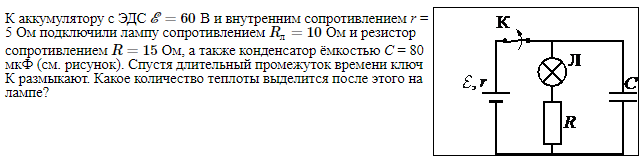 К аккумулятору с ЭДС ℰ = 60 В и внутренним сопротивлением r =
5 Ом подключили лампу сопротивлением Rл = 10 Ом и резистор
сопротивлением R = 15 Ом, а также конденсатор ёмкостью C = 80
мкФ (см. рисунок). Спустя длительный промежуток времени ключ
К размыкают. Какое количество теплоты выделится после этого на
лампе?
К
Л
ℰ, r
C
R